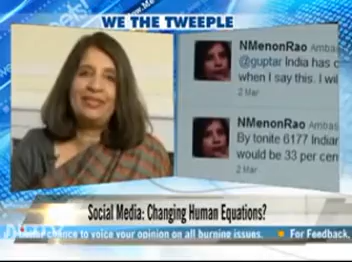 WE THE TWEEPLE
NMenonRao Ambas
@guptar India has c
when I say this. I wil
2 Mar
NMenonRao Ambas
By tonite 6177 Indiar
would be 33 per cen
2 Mar
Social Media: Changing Human Equations?
chance to voice your opinion on all burning issues. For Feedback,